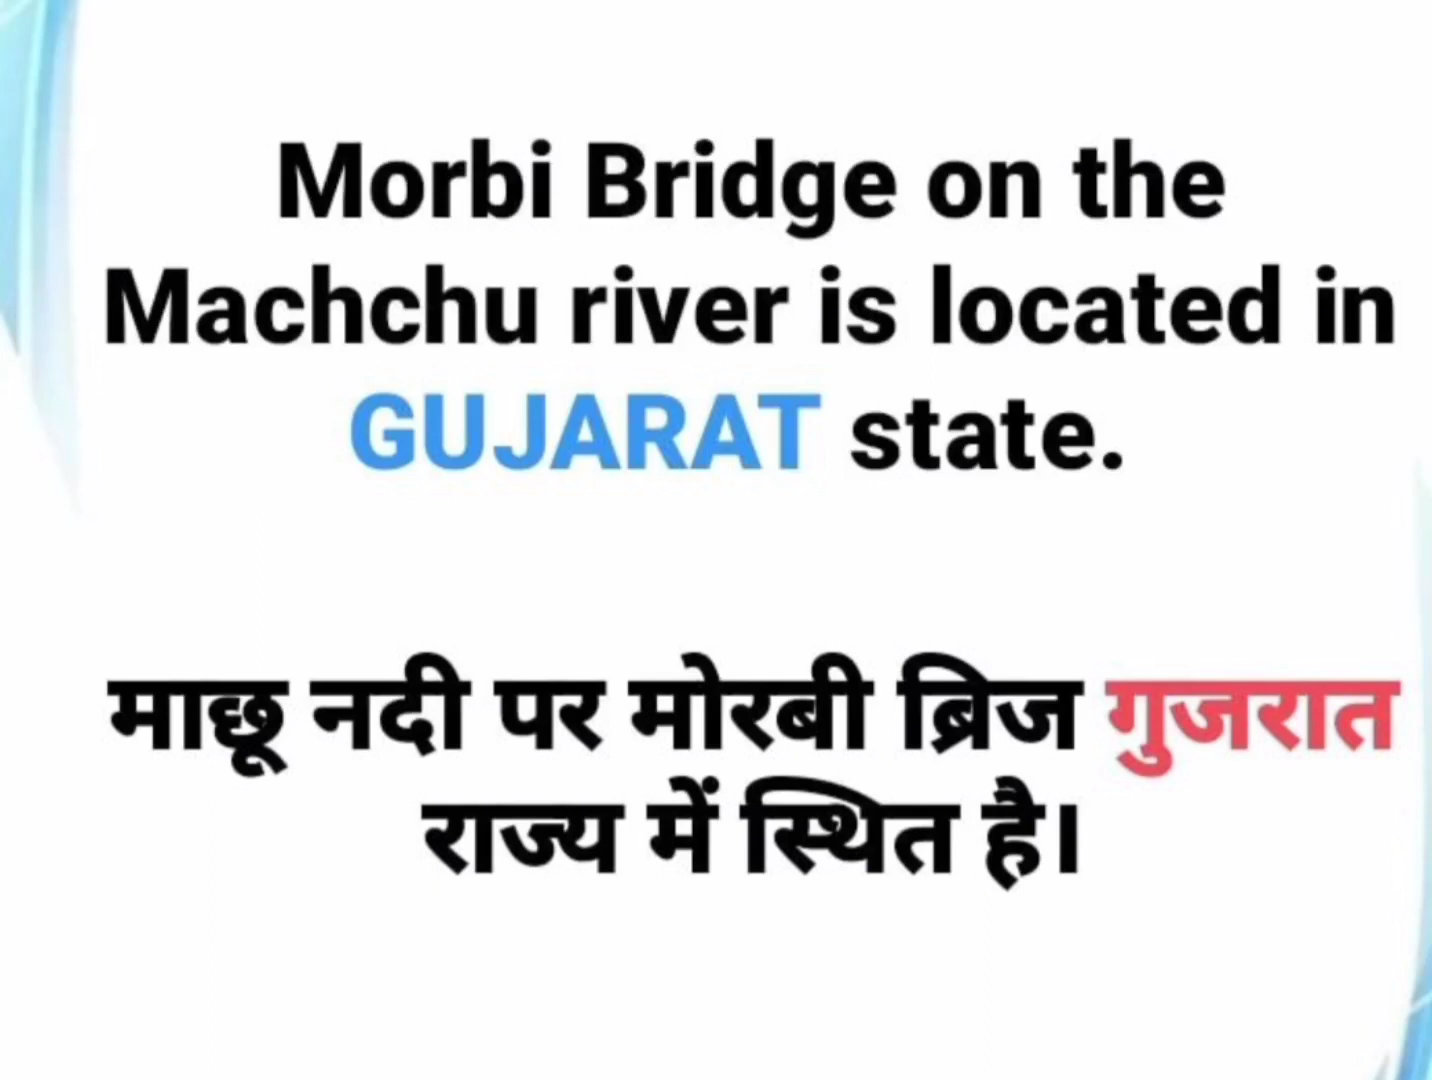 Morbi Bridge on the
Machchu river is located in
GUJARAT state.
माछू नदी पर मोरबी ब्रिज गुजरात
राज्य में स्थित है।